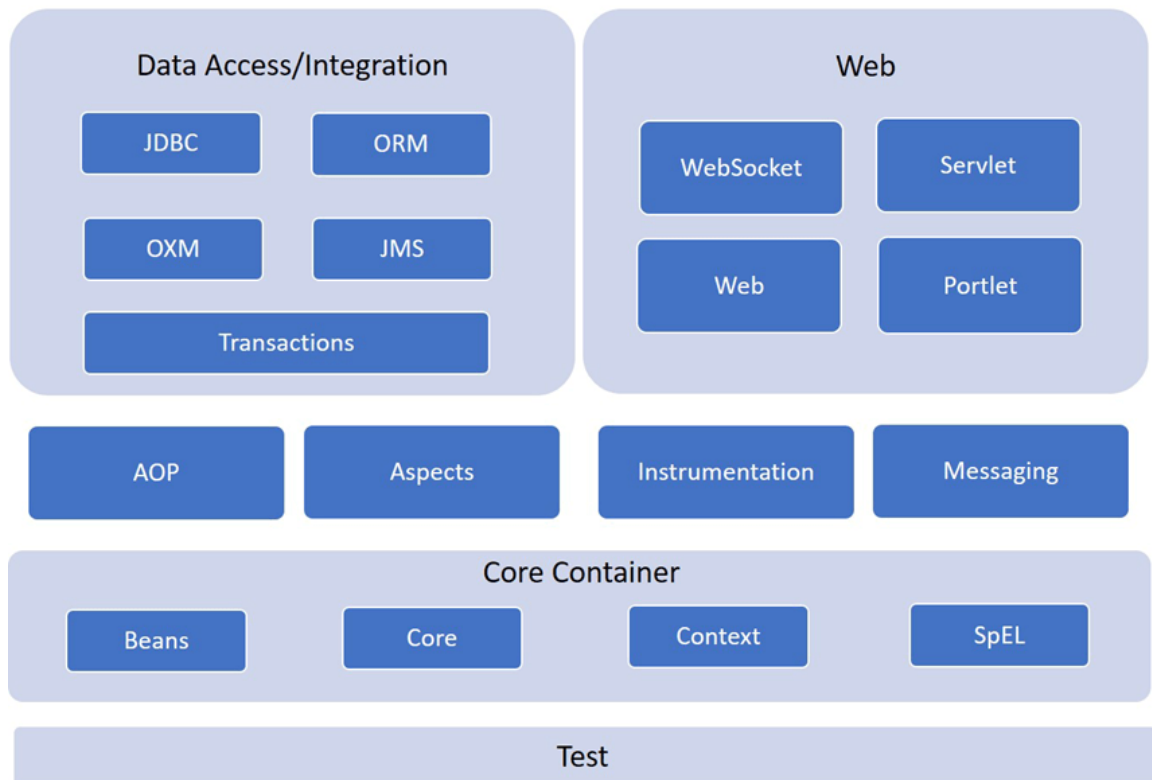 Data Access/Integration
JDBC
ORM
OXM
JMS
Transactions
Web
WebSocket
Servlet
Web
Portlet
AOP
Aspects
Instrumentation
Messaging
Core Container
Beans
Core
Context
SpEL
Test